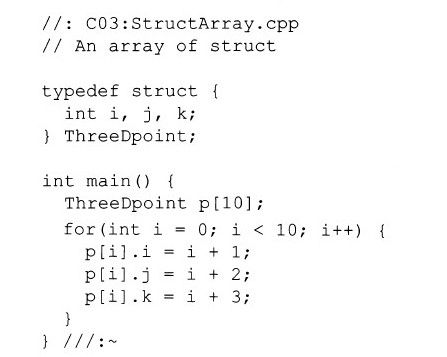 //: C03:StructArray.cpp
// An array of struct

typedef struct {
  int i, j, k;
} ThreeDpoint;

int main() {
  ThreeDpoint p[10];
  for(int i = 0; i < 10; i++) {
    p[i].i = i + 1;
    p[i].j = i + 2;
    p[i].k = i + 3;
  }
} ///:~